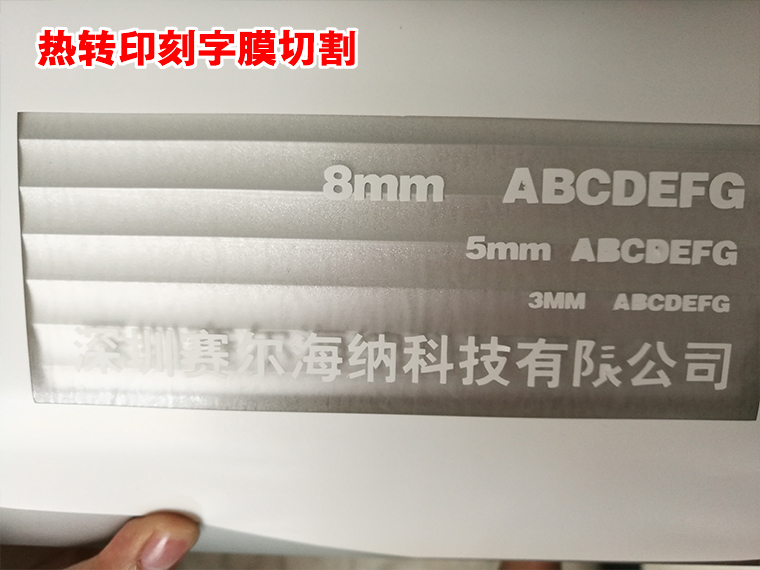 热转印刻字膜切割
8mm ABCDEFG
5mm ABCDEFG
3MM ABCDEFG
深圳赛尔海纳科技有限公司